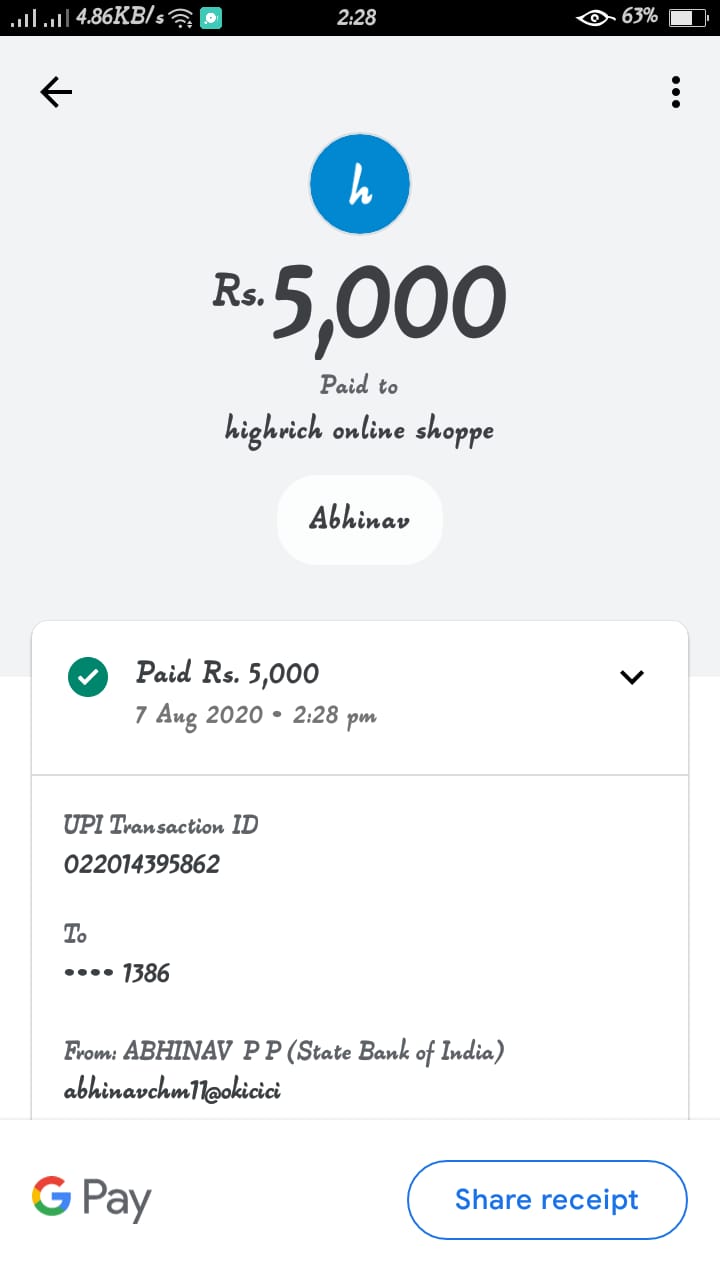 4.86KB/s 2:28 63%
h
Rs. 5,000
Paid to
highrich online shoppe
Abhinav
Paid Rs. 5,000
7 Aug 2020 • 2:28 pm
UPI Transaction ID
022014395862
To
•••• 1386
From: ABHINAV P P (State Bank of India)
abhinavchm11@okicici
G Pay
Share receipt